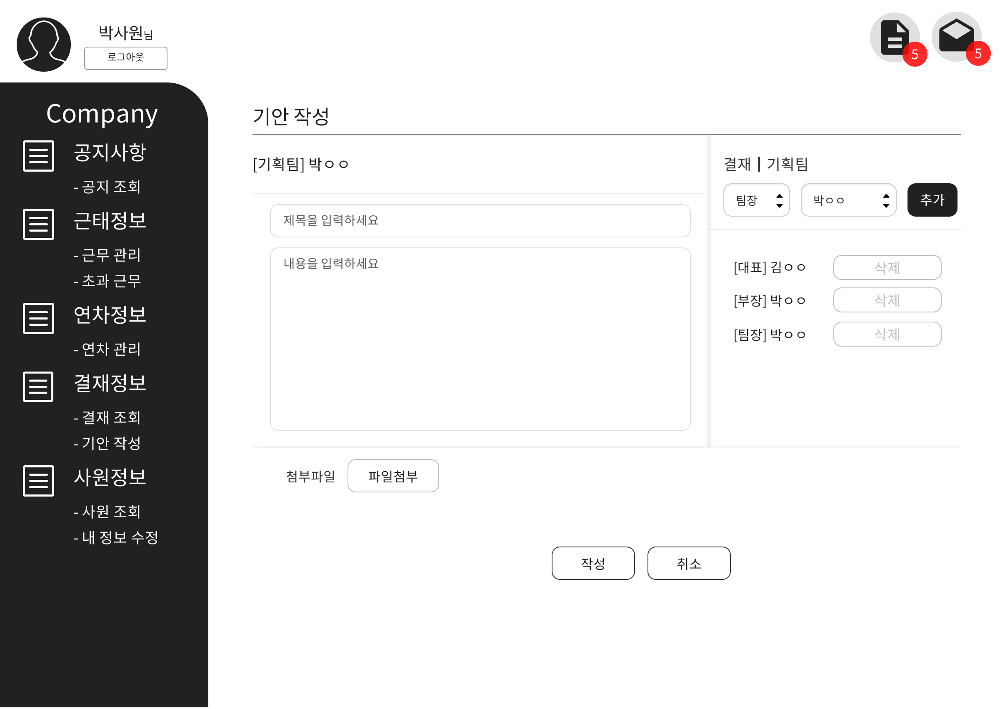 박사원님
로그아웃
5
5
Company
공지사항
- 공지 조회
근태정보
- 근무 관리
- 초과 근무
연차정보
- 연차 관리
결재정보
- 결재 조회
- 기안 작성
사원정보
- 사원 조회
- 내 정보 수정
기안 작성
[기획팀] 박ㅇㅇ
제목을 입력하세요
내용을 입력하세요
결재 | 기획팀
팀장
박ㅇㅇ
추가
[대표] 김ㅇㅇ 삭제
[부장] 박ㅇㅇ 삭제
[팀장] 박ㅇㅇ 삭제
첨부파일 파일첨부
작성
취소